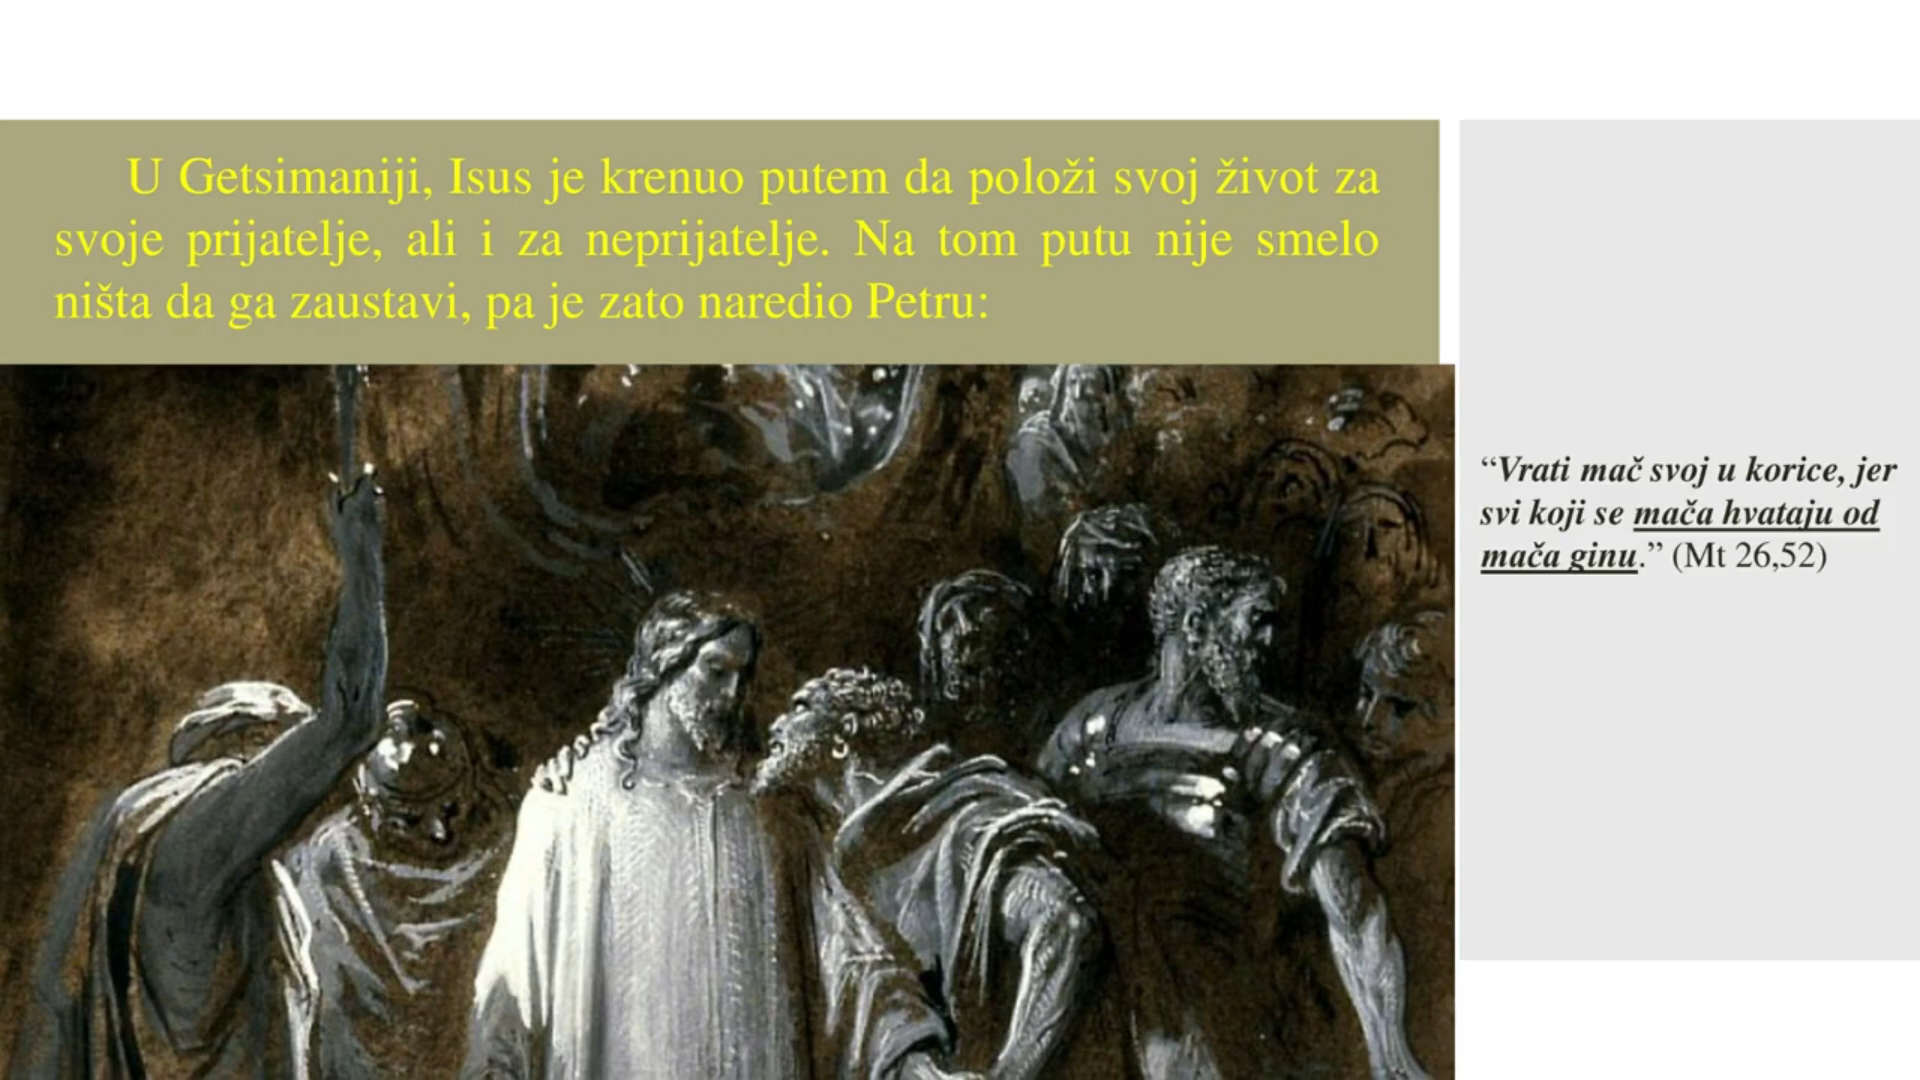 U Getsimaniji, Isus je krenuo putem da položi svoj život za
svoje prijatelje, ali i za neprijatelje. Na tom putu nije smelo
ništa da ga zaustavi, pa je zato naredio Petru:
“Vrati mač svoj u korice, jer
svi koji se mača hvataju od
mača ginu.” (Mt 26,52)